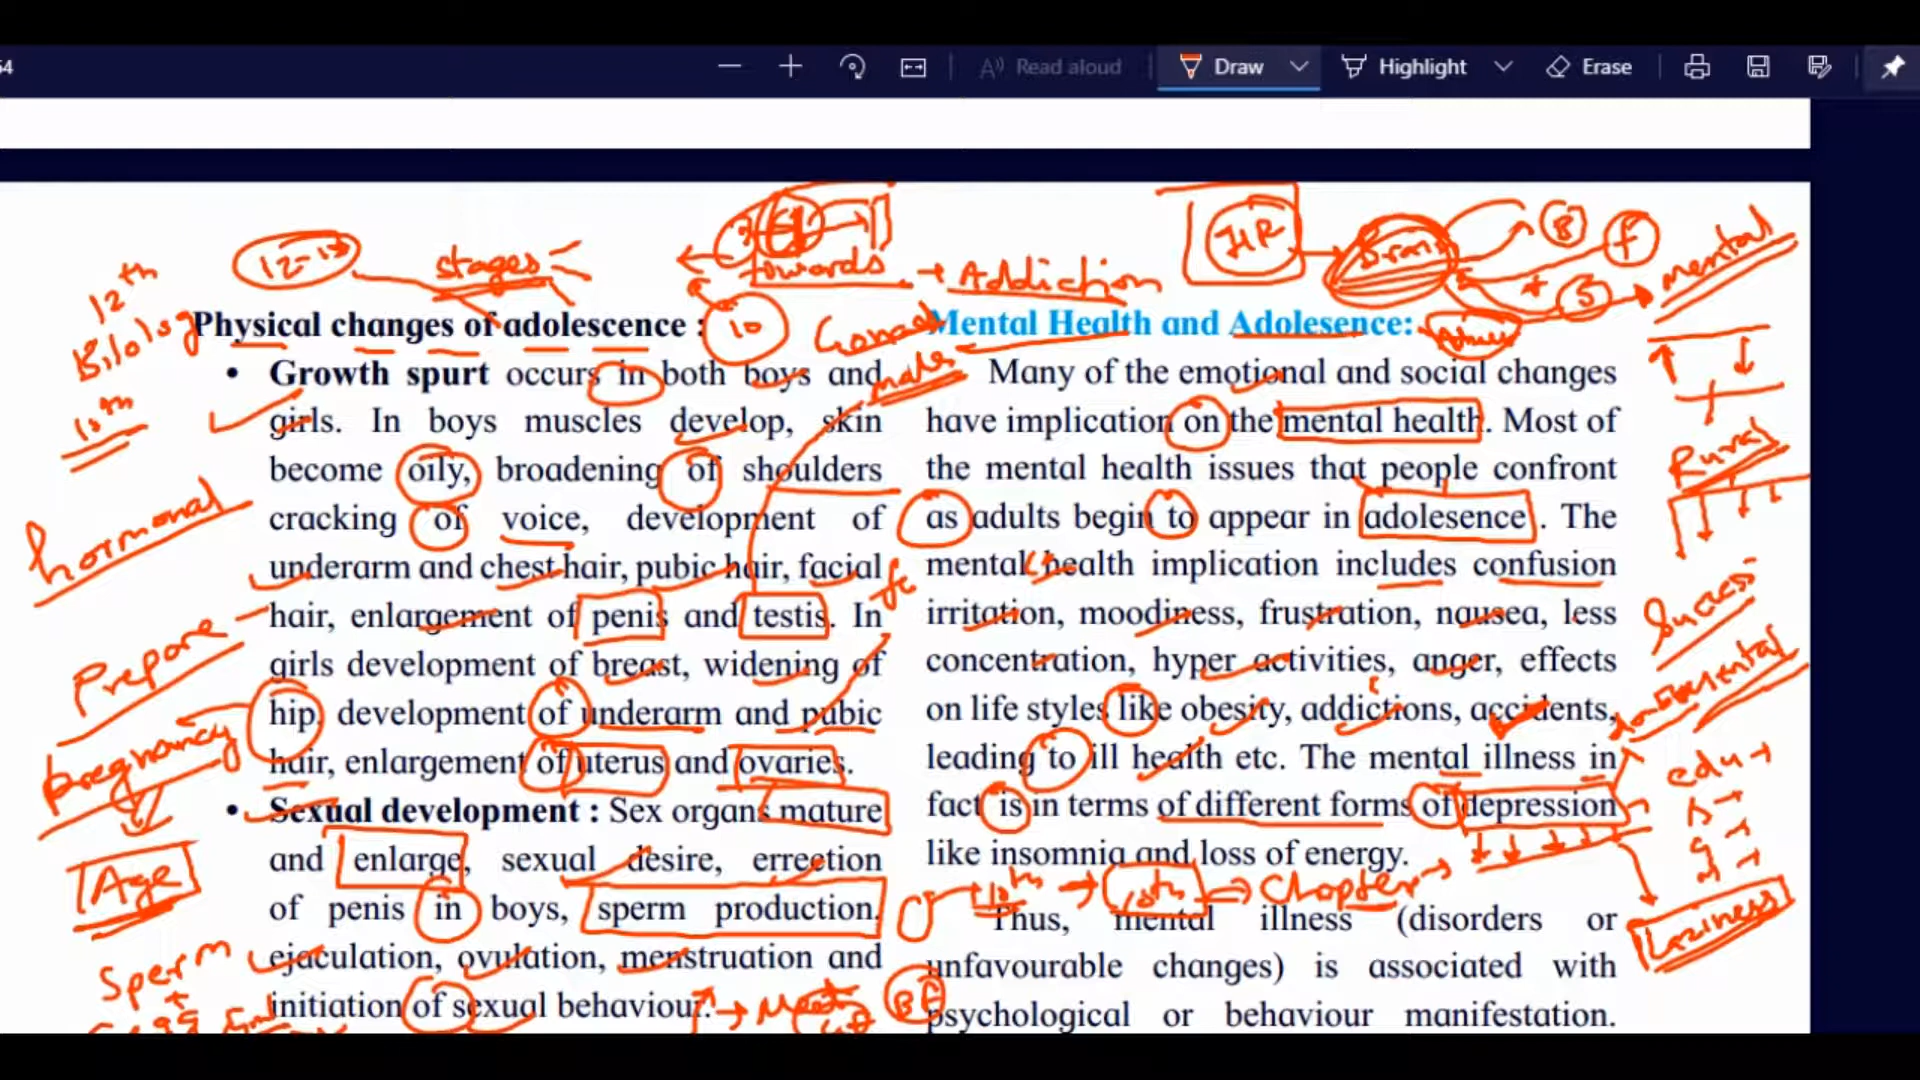 54
Read aloud
Draw
Highlight
Erase
12-13
stages
towards
Addiction
HR
Brain
B
f
S
mental
12th
10th
10
Physical changes of adolescence :
• Growth spurt occurs in both boys and
girls. In boys muscles develop, skin
become oily, broadening of shoulders
cracking of voice, development of
underarm and chest hair, pubic hair, facial
hair, enlargement of penis and testis. In
girls development of breast, widening of
hip, development of underarm and pubic
hair, enlargement of uterus and ovaries.
• Sexual development : Sex organs mature
and enlarge, sexual desire, errection
of penis in boys, sperm production,
ejaculation, ovulation, menstruation and
initiation of sexual behaviour.
hormonal
Prepare
pregnancy
Age
Sperm
males
Mental Health and Adolesence:
Many of the emotional and social changes
have implication on the mental health. Most of
the mental health issues that people confront
as adults begin to appear in adolesence . The
mental health implication includes confusion
irritation, moodiness, frustration, nausea, less
concentration, hyper activities, anger, effects
on life styles like obesity, addictions, accidents,
leading to ill health etc. The mental illness in
fact is in terms of different forms of depression
like insomnia and loss of energy.
Chapter
Thus, mental illness (disorders or
unfavourable changes) is associated with
psychological or behaviour manifestation.
Rural
edu
Laziness